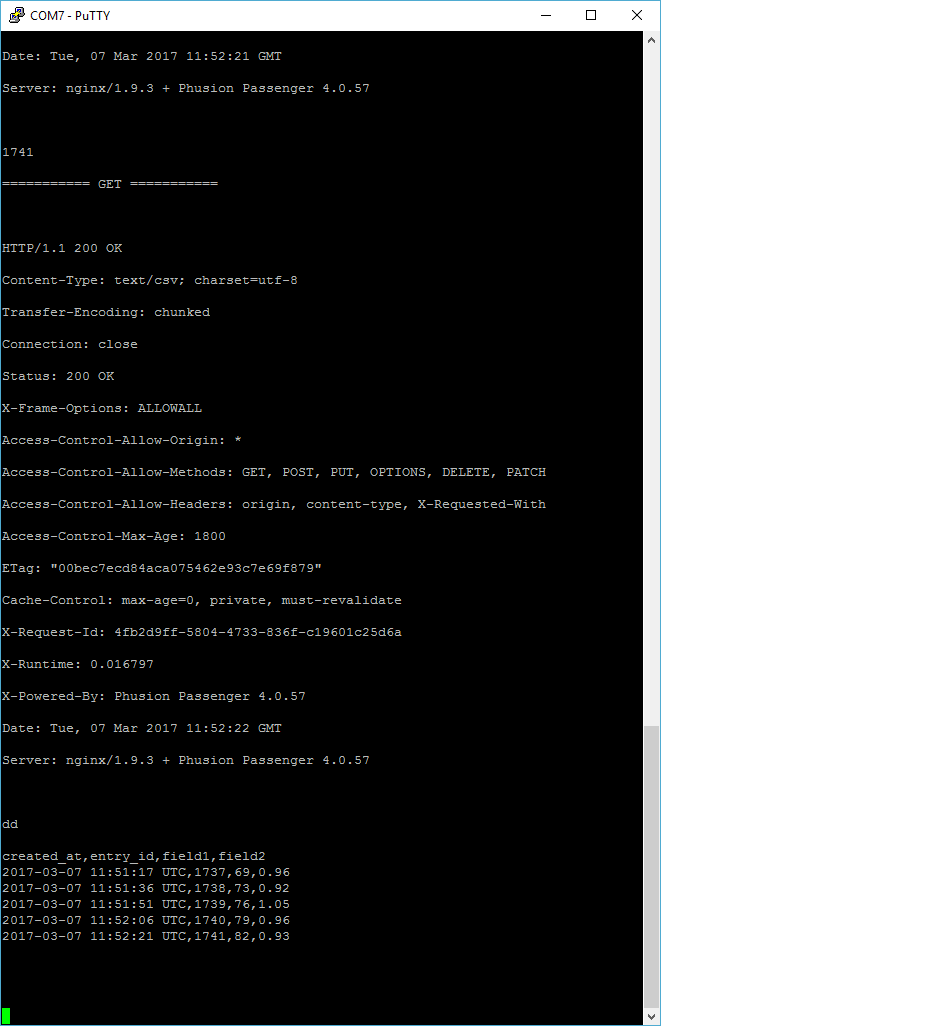 COM7 - PuTTY
Date: Tue, 07 Mar 2017 11:52:21 GMT
Server: nginx/1.9.3 + Phusion Passenger 4.0.57
1741
=========== GET ===========
HTTP/1.1 200 OK
Content-Type: text/csv; charset=utf-8
Transfer-Encoding: chunked
Connection: close
Status: 200 OK
X-Frame-Options: ALLOWALL
Access-Control-Allow-Origin: *
Access-Control-Allow-Methods: GET, POST, PUT, OPTIONS, DELETE, PATCH
Access-Control-Allow-Headers: origin, content-type, X-Requested-With
Access-Control-Max-Age: 1800
ETag: "00bec7ecd84aca075462e93c7e69f879"
Cache-Control: max-age=0, private, must-revalidate
X-Request-Id: 4fb2d9ff-5804-4733-836f-c19601c25d6a
X-Runtime: 0.016797
X-Powered-By: Phusion Passenger 4.0.57
Date: Tue, 07 Mar 2017 11:52:22 GMT
Server: nginx/1.9.3 + Phusion Passenger 4.0.57
dd
created_at,entry_id,field1,field2
2017-03-07 11:51:17 UTC,1737,69,0.96
2017-03-07 11:51:36 UTC,1738,73,0.92
2017-03-07 11:51:51 UTC,1739,76,1.05
2017-03-07 11:52:06 UTC,1740,79,0.96
2017-03-07 11:52:21 UTC,1741,82,0.93